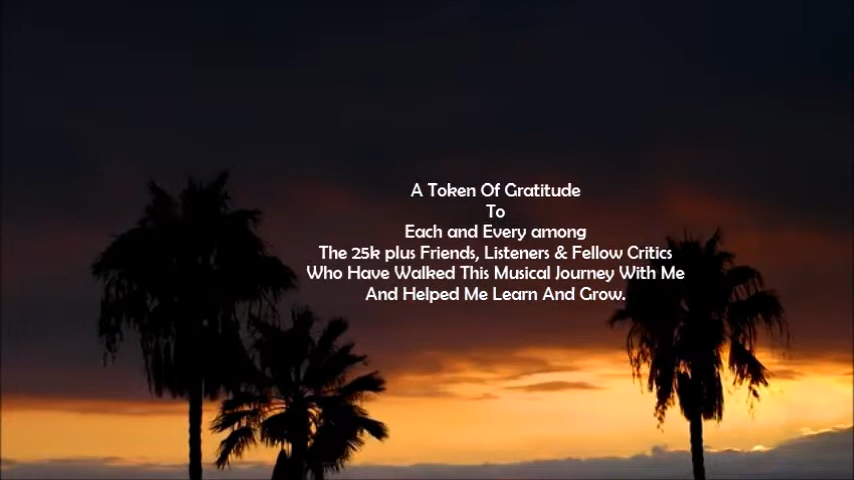 A Token Of Gratitude
To
Each and Every among
The 25k plus Friends, Listeners & Fellow Critics
Who Have Walked This Musical Journey With Me
And Helped Me Learn And Grow.